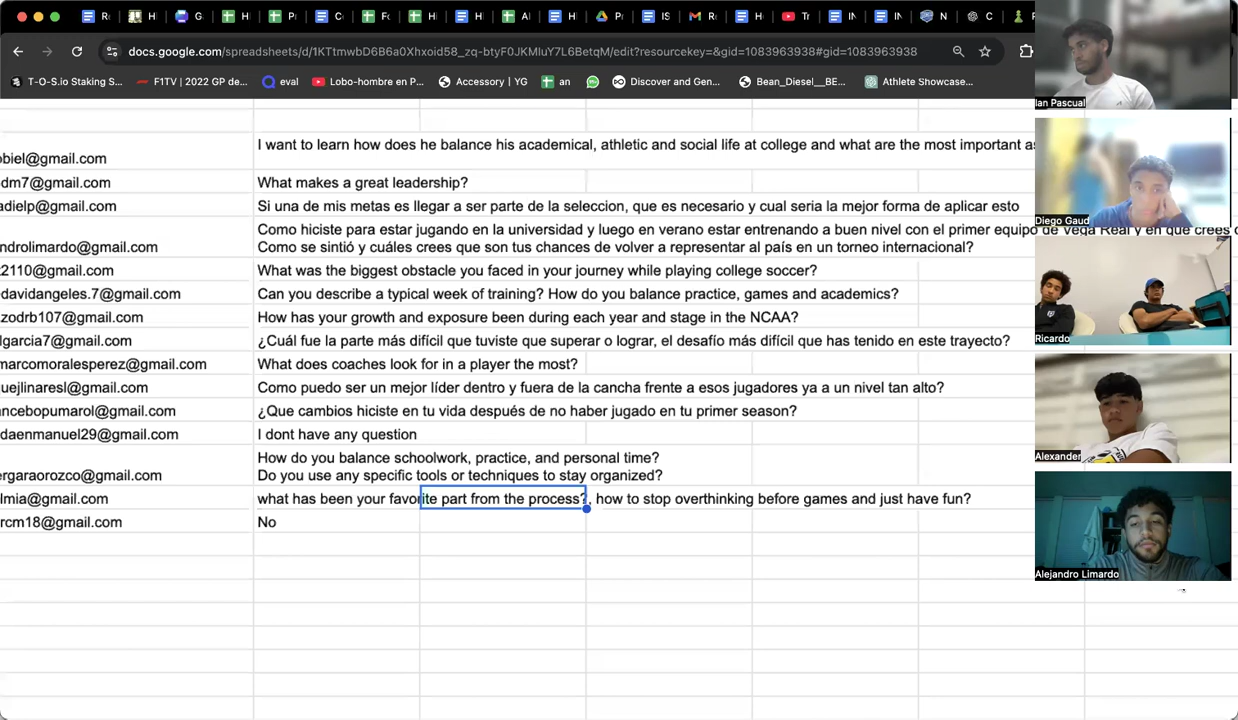 docs.google.com/spreadsheets/d/1KTtmwbD6B6a0Xhxoid58_zq-btyF0JKMluY7L6BetqM/edit?resourcekey=&gid=1083963938#gid=1083963938
T-O-S.io Staking S... F1TV | 2022 GP de... eval Lobo-hombre en P... Accessory | YG an Discover and Gen... Bean_Diesel__BE... Athlete Showcase...
obiel@gmail.com I want to learn how does he balance his academical, athletic and social life at college and what are the most important as
dm7@gmail.com What makes a great leadership?
adielp@gmail.com Si una de mis metas es llegar a ser parte de la seleccion, que es necesario y cual seria la mejor forma de aplicar esto
Como hiciste para estar jugando en la universidad y luego en verano estar entrenando a buen nivel con el primer equipo de Vega Real y en que crees
ndrolimardo@gmail.com Como se sintió y cuáles crees que son tus chances de volver a representar al país en un torneo internacional?
2110@gmail.com What was the biggest obstacle you faced in your journey while playing college soccer?
davidangeles.7@gmail.com Can you describe a typical week of training? How do you balance practice, games and academics?
zodrb107@gmail.com How has your growth and exposure been during each year and stage in the NCAA?
lgarcia7@gmail.com ¿Cuál fue la parte más difícil que tuviste que superar o lograr, el desafío más difícil que has tenido en este trayecto?
marcomoralesperez@gmail.com What does coaches look for in a player the most?
uejlinaresl@gmail.com Como puedo ser un mejor líder dentro y fuera de la cancha frente a esos jugadores ya a un nivel tan alto?
ncebopumarol@gmail.com ¿Que cambios hiciste en tu vida después de no haber jugado en tu primer season?
daenmanuel29@gmail.com I dont have any question
How do you balance schoolwork, practice, and personal time?
ergaraorozco@gmail.com Do you use any specific tools or techniques to stay organized?
lmia@gmail.com what has been your favorite part from the process?, how to stop overthinking before games and just have fun?
rcm18@gmail.com No
Ian Pascual
Diego Gaud
Ricardo
Alexander
Alejandro Limardo